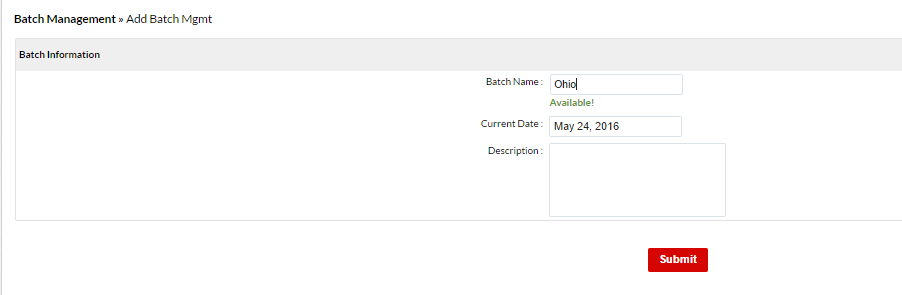 Batch Management » Add Batch Mgmt
Batch Information
Batch Name : Ohio
Available!
Current Date : May 24, 2016
Description :
Submit